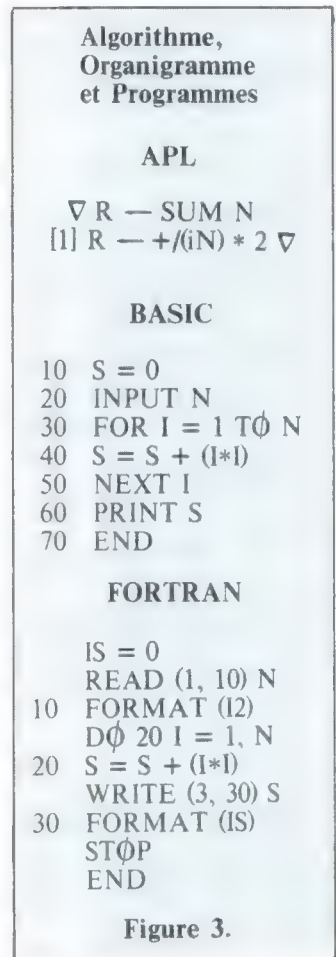 Algorithme,
Organigramme
et Programmes
APL
∇ R — SUM N
[1] R — +/(iN) * 2 ∇
BASIC
10 S = 0
20 INPUT N
30 FOR I = 1 TØ N
40 S = S + (I*I)
50 NEXT I
60 PRINT S
70 END
FORTRAN
IS = 0
READ (1, 10) N
10 FORMAT (I2)
DØ 20 I = 1, N
20 S = S + (I*I)
WRITE (3, 30) S
30 FORMAT (IS)
STØP
END
Figure 3.